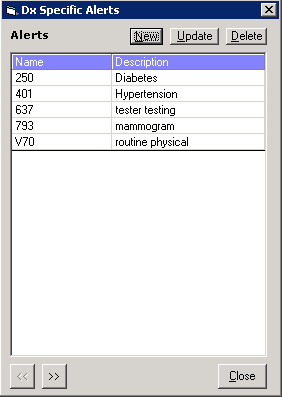 Dx Specific Alerts
Alerts New Update Delete
Name Description
250 Diabetes
401 Hypertension
637 tester testing
793 mammogram
V70 routine physical
<< >> Close